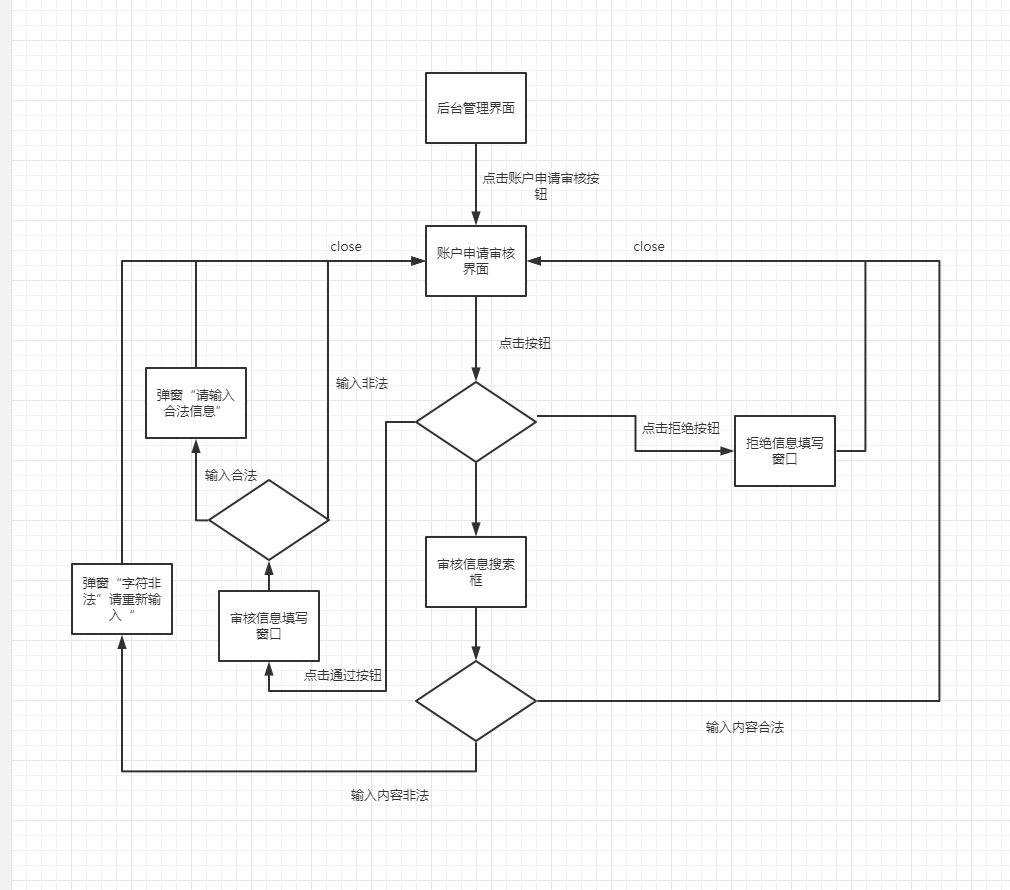 后台管理界面
点击账户申请审核按
钮
close
close
账户申请审核
界面
点击按钮
输入非法
弹窗“请输入
合法信息”
点击拒绝按钮
拒绝信息填写
窗口
输入合法
审核信息搜索
框
弹窗“字符非
法”请重新输
入“
审核信息填写
窗口
点击通过按钮
输入内容合法
输入内容非法